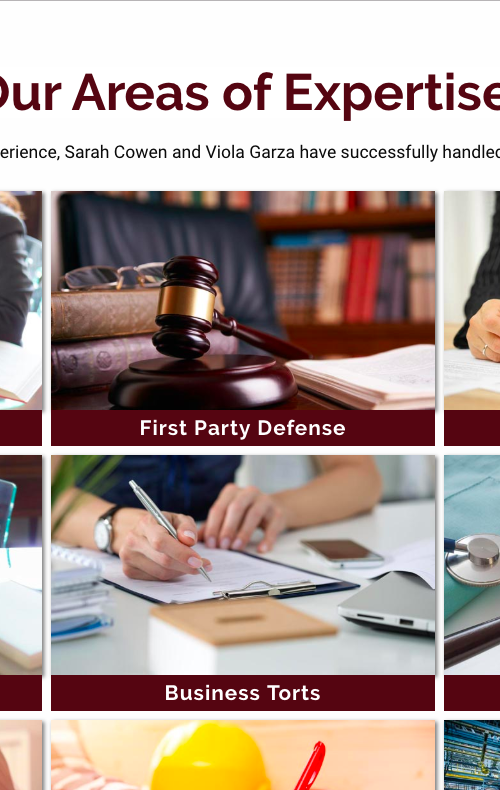 Our Areas of Expertise
erience, Sarah Cowen and Viola Garza have successfully handled
First Party Defense
Business Torts